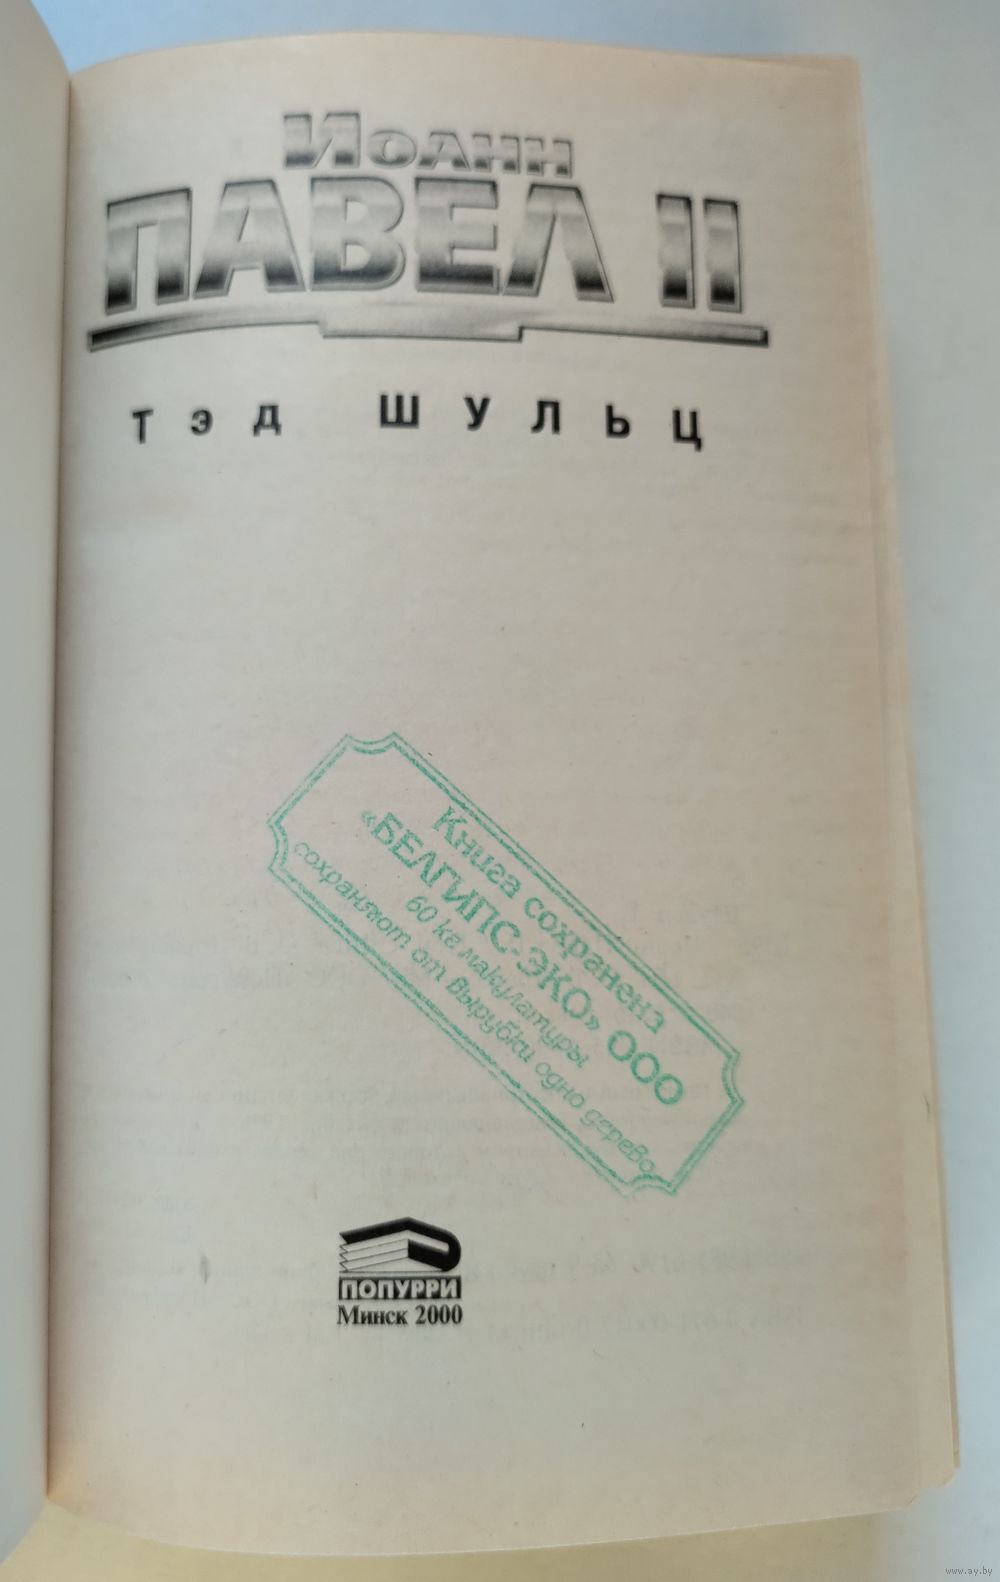 Иоанн
ПАВЕЛ II
Тэд Шульц
Книга сохранена
«БЕЛГИПС-ЭКО» ООО
60 кг макулатуры
сохраняют от вырубки одно дерево
ПОПУРРИ
Минск 2000
www.ay.by